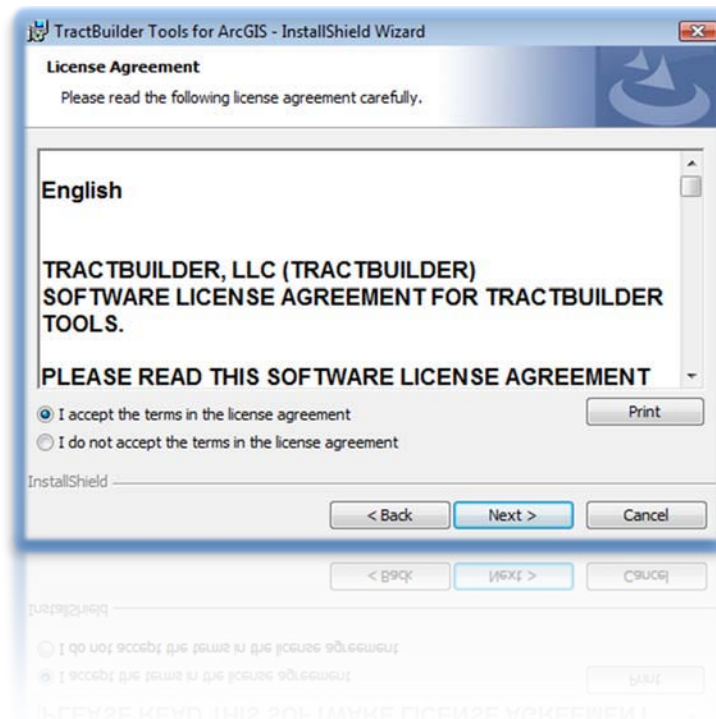 TractBuilder Tools for ArcGIS - InstallShield Wizard
License Agreement
Please read the following license agreement carefully.
English
TRACTBUILDER, LLC (TRACTBUILDER)
SOFTWARE LICENSE AGREEMENT FOR TRACTBUILDER
TOOLS.
PLEASE READ THIS SOFTWARE LICENSE AGREEMENT
I accept the terms in the license agreement
Print
I do not accept the terms in the license agreement
InstallShield
< Back
Next >
Cancel